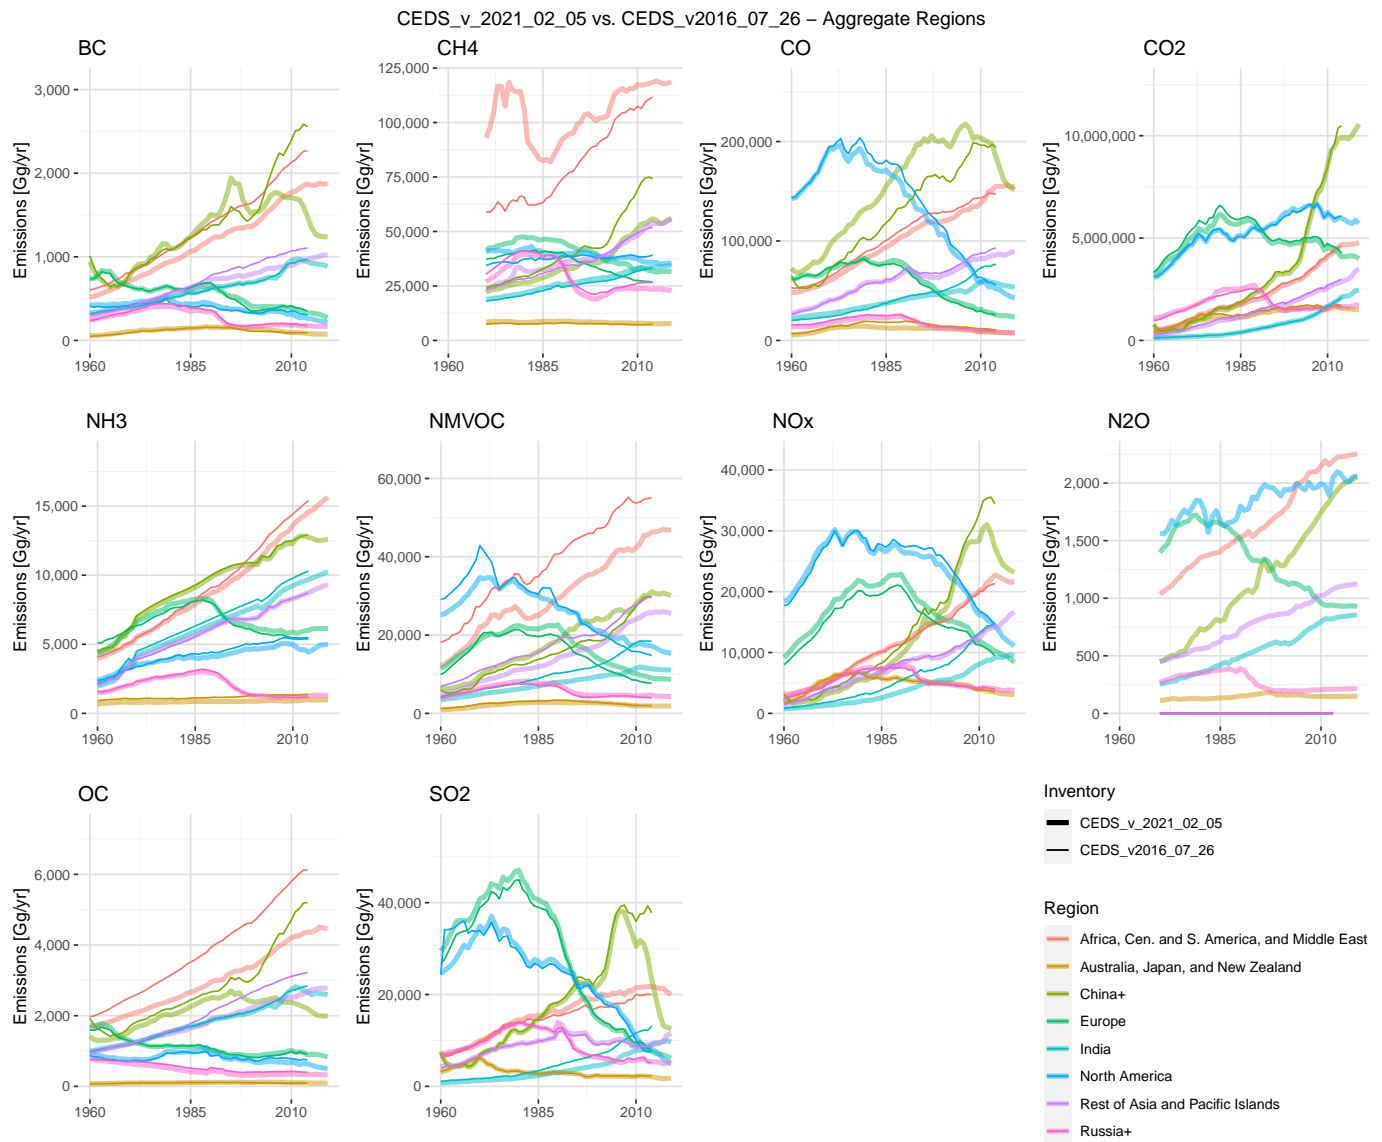 CEDS_v_2021_02_05 vs. CEDS_v2016_07_26 – Aggregate Regions
BC
Emissions [Gg/yr]
3,000
2,000
1,000
0
1960
1985
2010
CH4
Emissions [Gg/yr]
125,000
100,000
75,000
50,000
25,000
0
1960
1985
2010
CO
Emissions [Gg/yr]
200,000
100,000
0
1960
1985
2010
CO2
Emissions [Gg/yr]
10,000,000
5,000,000
0
1960
1985
2010
NH3
Emissions [Gg/yr]
15,000
10,000
5,000
0
1960
1985
2010
NMVOC
Emissions [Gg/yr]
60,000
40,000
20,000
0
1960
1985
2010
NOx
Emissions [Gg/yr]
40,000
30,000
20,000
10,000
0
1960
1985
2010
N2O
Emissions [Gg/yr]
2,000
1,500
1,000
500
0
1960
1985
2010
OC
Emissions [Gg/yr]
6,000
4,000
2,000
0
1960
1985
2010
SO2
Emissions [Gg/yr]
40,000
20,000
0
1960
1985
2010
Inventory
CEDS_v_2021_02_05
CEDS_v2016_07_26
Region
Africa, Cen. and S. America, and Middle East
Australia, Japan, and New Zealand
China+
Europe
India
North America
Rest of Asia and Pacific Islands
Russia+